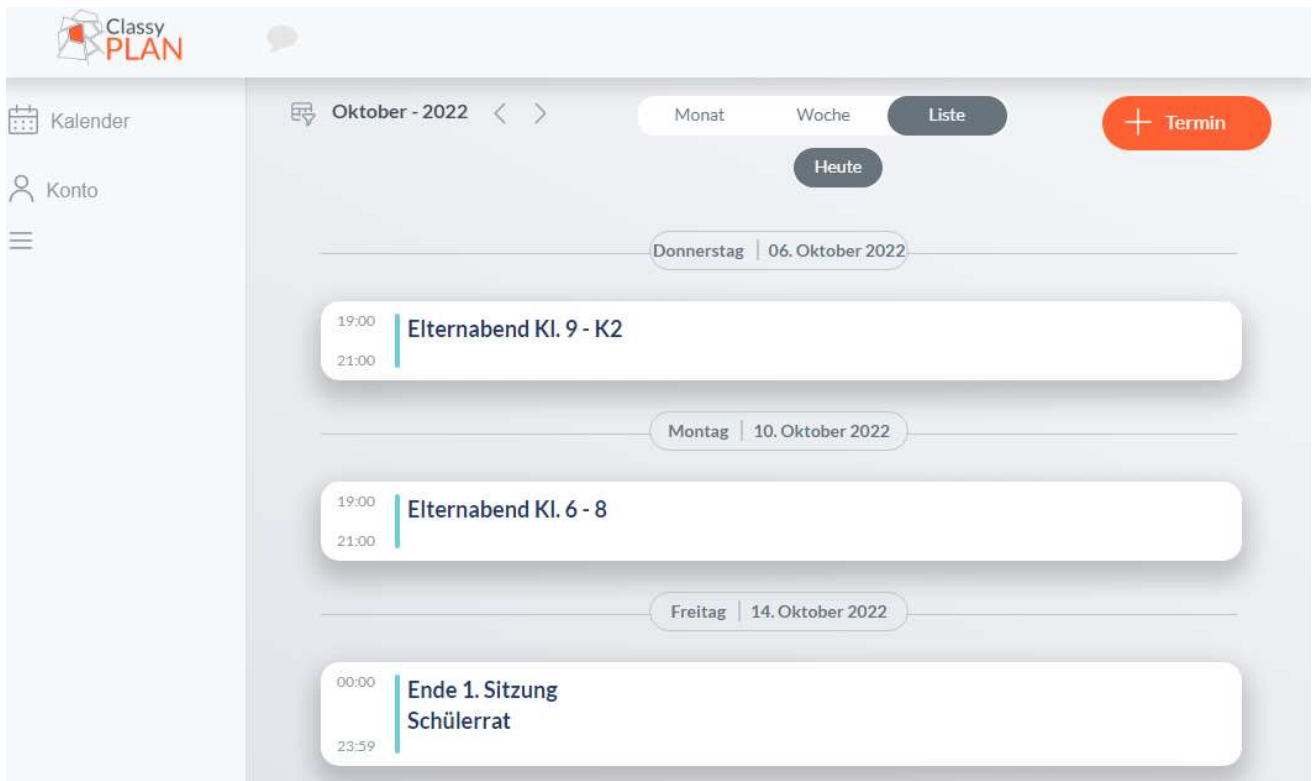 Classy
PLAN
Kalender
Konto
Oktober - 2022
Monat Woche Liste
+ Termin
Heute
Donnerstag | 06. Oktober 2022
19:00
Elternabend Kl. 9 - K2
21:00
Montag | 10. Oktober 2022
19:00
Elternabend Kl. 6 - 8
21:00
Freitag | 14. Oktober 2022
00:00
Ende 1. Sitzung
Schülerrat
23:59